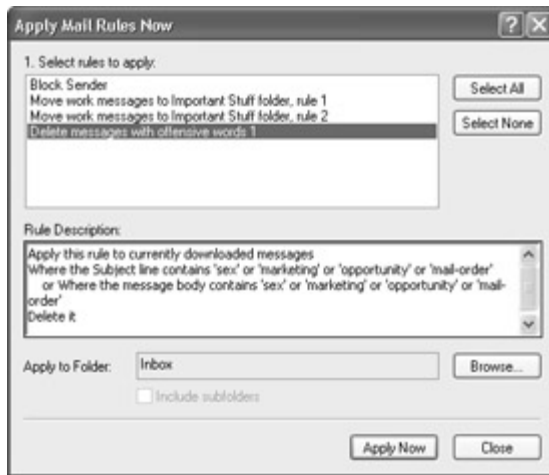 Apply Mail Rules Now
1. Select rules to apply:
Block Sender
Move work messages to Important Stuff folder, rule 1
Move work messages to Important Stuff folder, rule 2
Delete messages with offensive words 1
Select All
Select None
Rule Description:
Apply this rule to currently downloaded messages
Where the Subject line contains 'sex' or 'marketing' or 'opportunity' or 'mail-order'
or Where the message body contains 'sex' or 'marketing' or 'opportunity' or 'mail-
order'
Delete it
Apply to Folder:
Inbox
Browse...
Include subfolders
Apply Now
Close